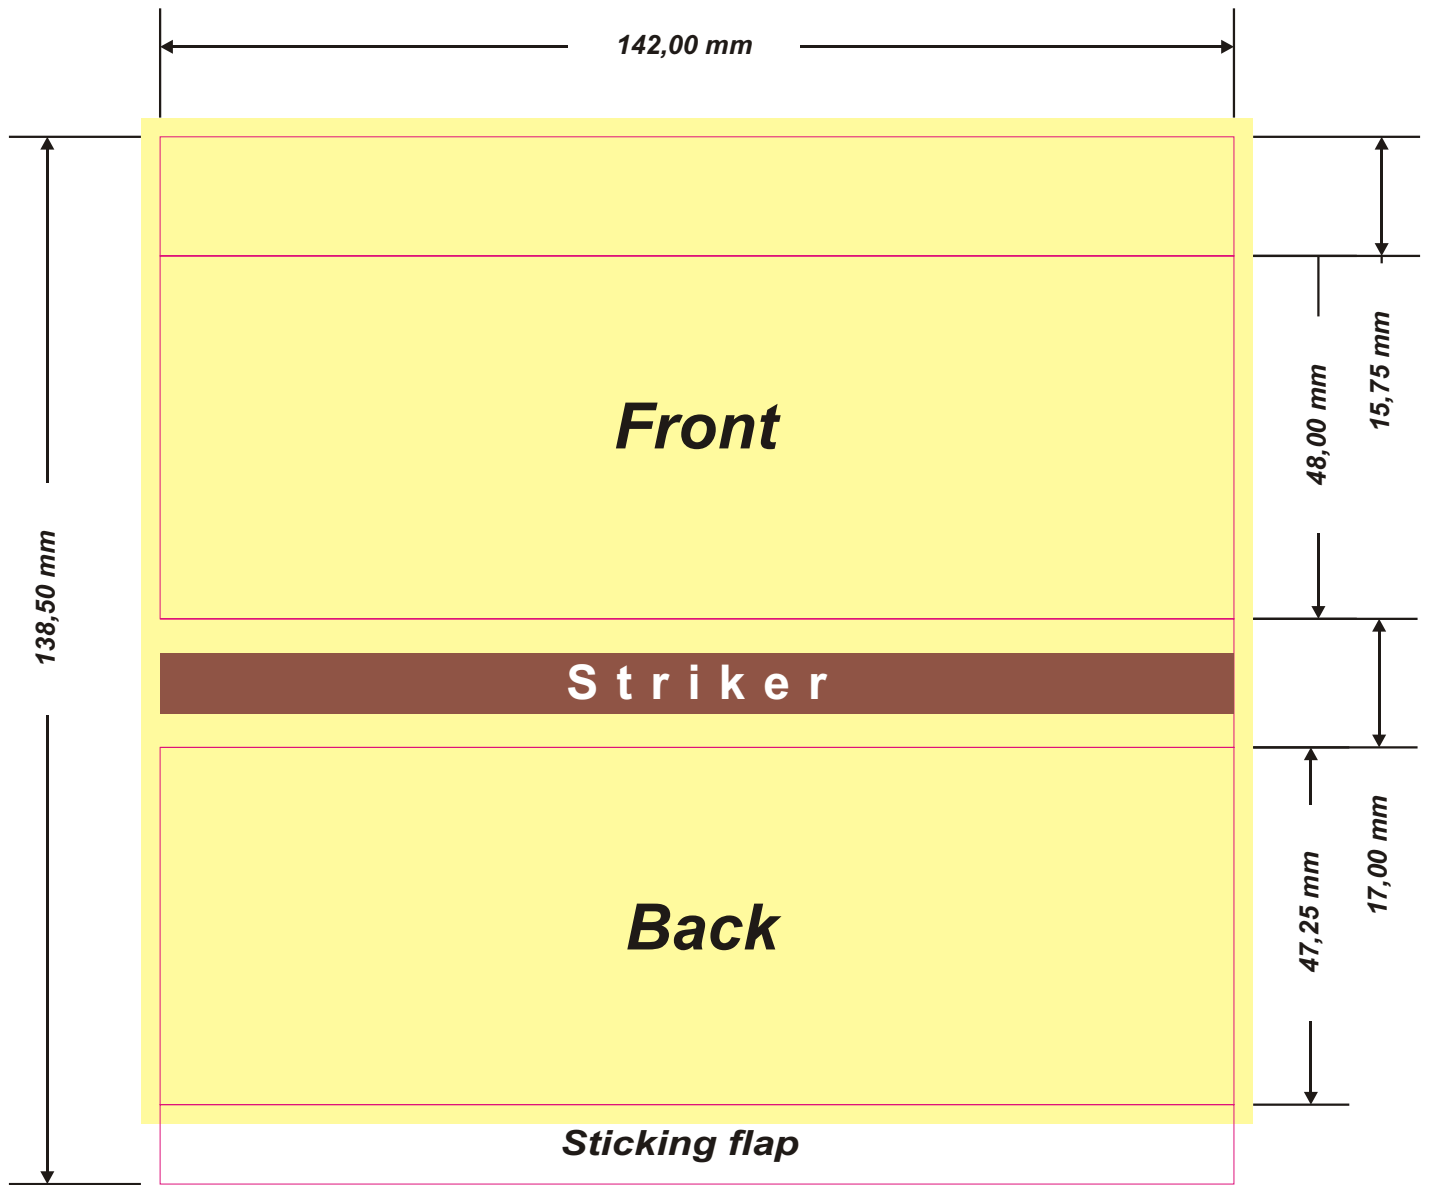 142,00 mm
15,75 mm
48,00 mm
Front
138,50 mm
Striker
17,00 mm
47,25 mm
Back
Sticking flap